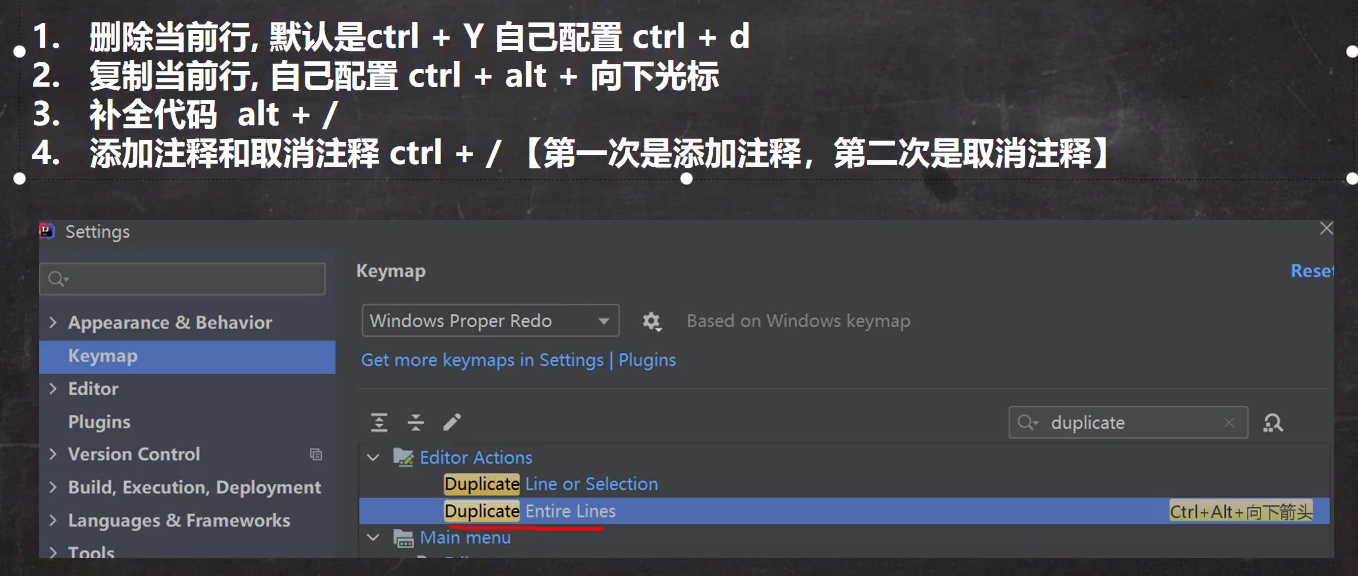 1. 删除当前行, 默认是ctrl + Y 自己配置 ctrl + d
2. 复制当前行, 自己配置 ctrl + alt + 向下光标
3. 补全代码 alt + /
4. 添加注释和取消注释 ctrl + / 【第一次是添加注释，第二次是取消注释】
Settings
Keymap
Reset
Appearance & Behavior
Windows Proper Redo
Based on Windows keymap
Keymap
Get more keymaps in Settings | Plugins
Editor
Plugins
duplicate
Version Control
Editor Actions
Build, Execution, Deployment
Duplicate Line or Selection
Languages & Frameworks
Duplicate Entire Lines
Ctrl+Alt+向下箭头
Main menu
Tools